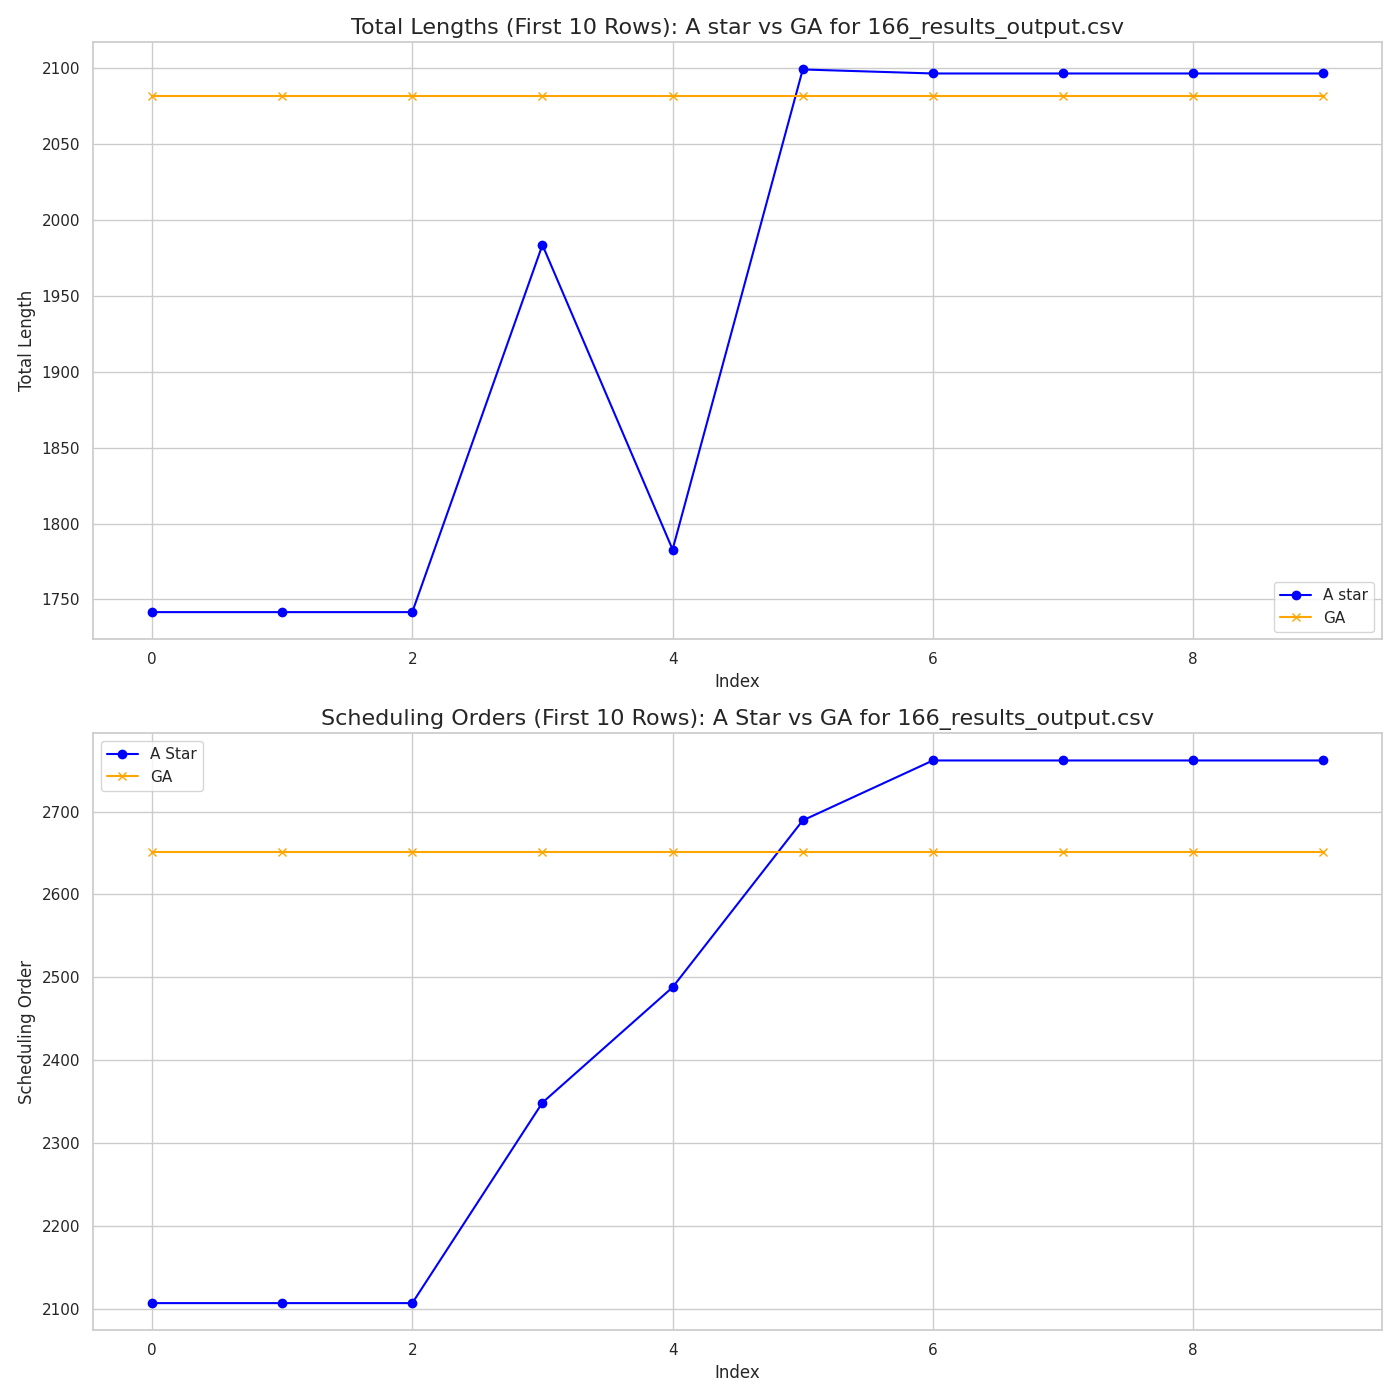 Total Lengths (First 10 Rows): A star vs GA for 166_results_output.csv
2100
2050
2000
1950
1900
1850
1800
1750
Total Length
A star
GA
0 2 4 6 8
Index
Scheduling Orders (First 10 Rows): A Star vs GA for 166_results_output.csv
A Star
GA
2700
2600
2500
2400
2300
2200
2100
Scheduling Order
0 2 4 6 8
Index